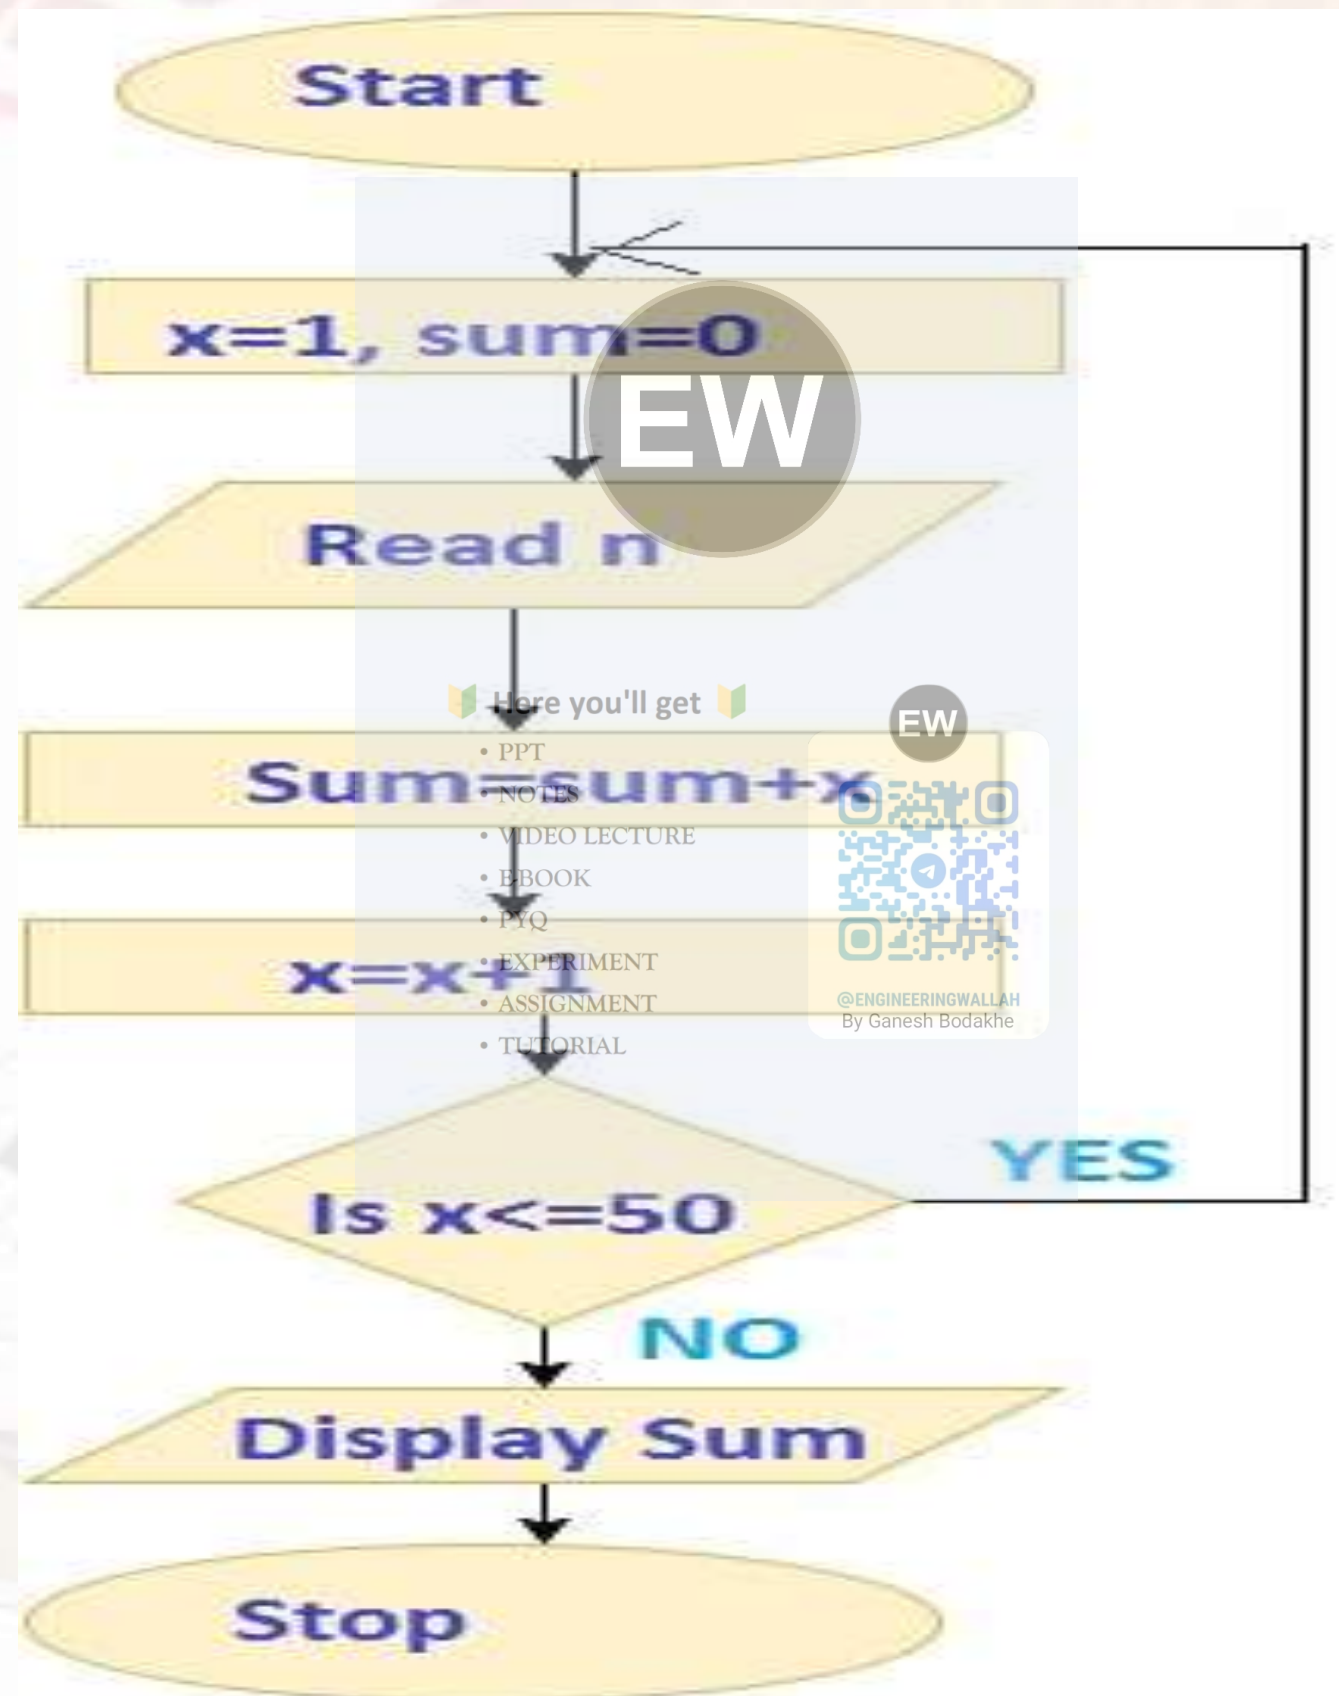 Start
x=1, sum=0
EW
Read n
Here you'll get
EW
• PPT
Sum=sum+x
• NOTES
• VIDEO LECTURE
• E-BOOK
• PYQ
x=x+1
• EXPERIMENT
• ASSIGNMENT
@ENGINEERINGWALLAH
By Ganesh Bodakhe
• TUTORIAL
YES
Is x<=50
NO
Display Sum
Stop